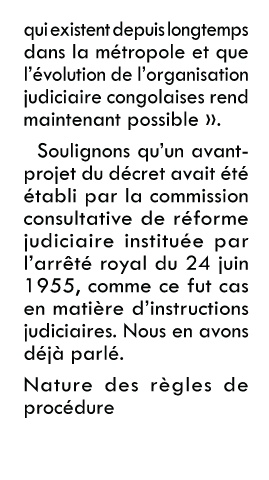 qui existent depuis longtemps
dans la métropole et que
l'évolution de l'organisation
judiciaire congolaises rend
maintenant possible ».
Soulignons qu'un avant-
projet du décret avait été
établi par la commission
consultative de réforme
judiciaire instituée par
l'arrêté royal du 24 juin
1955, comme ce fut cas
en matière d'instructions
judiciaires. Nous en avons
déjà parlé.
Nature des règles de
procédure